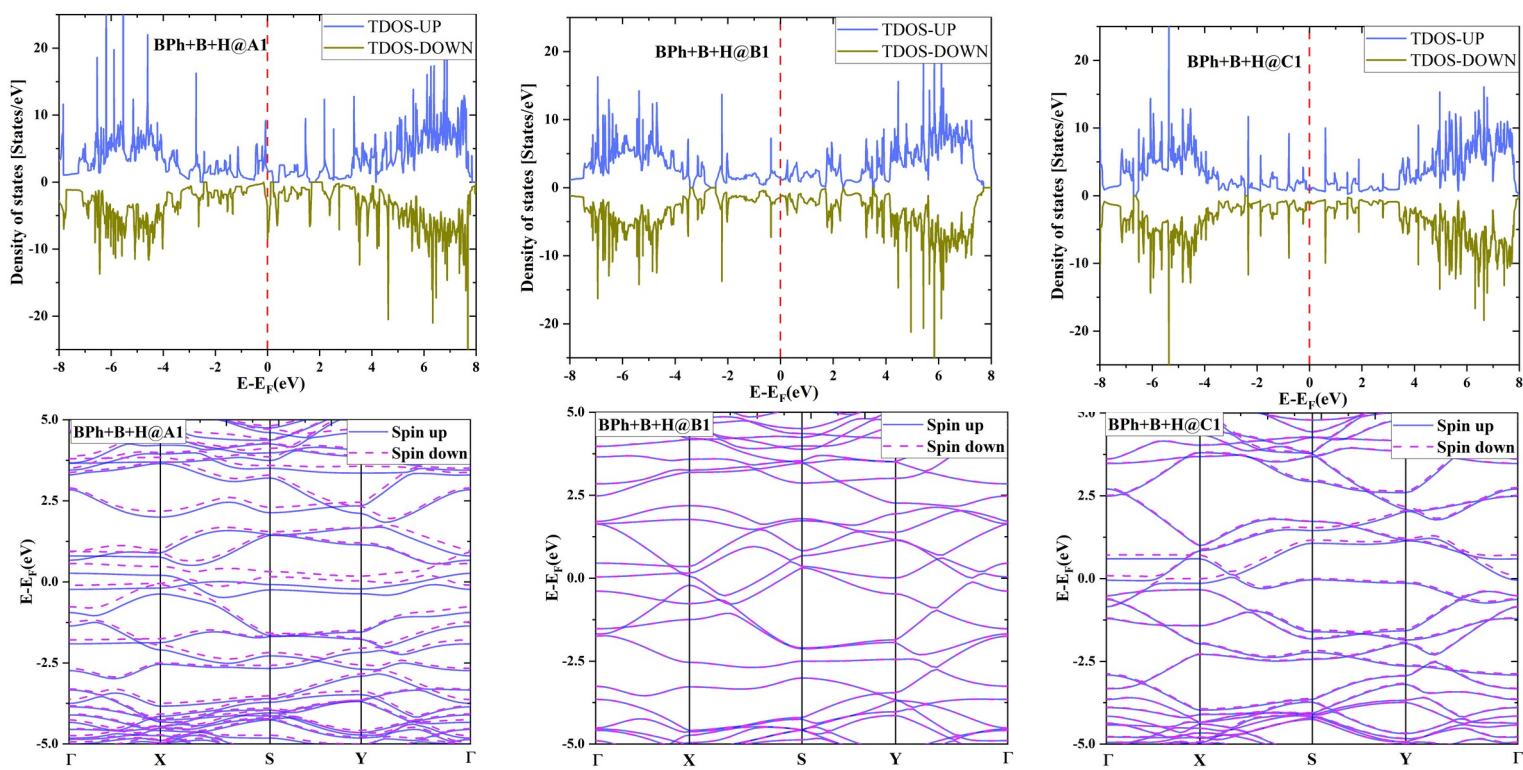 BPh+B+H@A1
TDOS-UP
TDOS-DOWN
Density of states [States/eV]
20
10
0
-10
-20
-8 -6 -4 -2 0 2 4 6 8
E-EF(eV)
BPh+B+H@B1
TDOS-UP
TDOS-DOWN
Density of states [States/eV]
20
10
0
-10
-20
-8 -6 -4 -2 0 2 4 6 8
E-EF(eV)
BPh+B+H@C1
TDOS-UP
TDOS-DOWN
Density of states [States/eV]
20
10
0
-10
-20
-8 -6 -4 -2 0 2 4 6 8
E-EF(eV)
BPh+B+H@A1
Spin up
Spin down
E-EF(eV)
5.0
2.5
0.0
-2.5
-5.0
Γ X S Y Γ
BPh+B+H@B1
Spin up
Spin down
E-EF(eV)
5.0
2.5
0.0
-2.5
-5.0
Γ X S Y Γ
BPh+B+H@C1
Spin up
Spin down
E-EF(eV)
5.0
2.5
0.0
-2.5
-5.0
Γ X S Y Γ